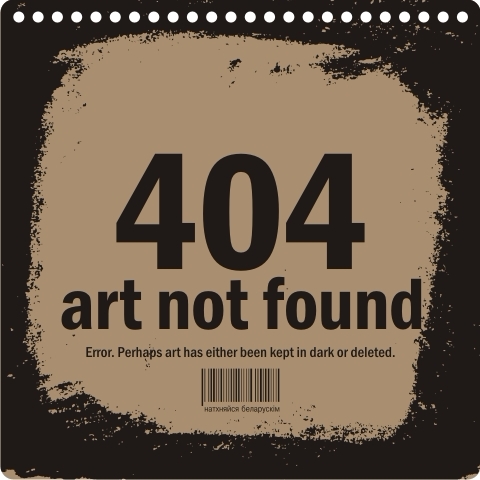 404
art not found
Error. Perhaps art has either been kept in dark or deleted.
натхняйся беларускім